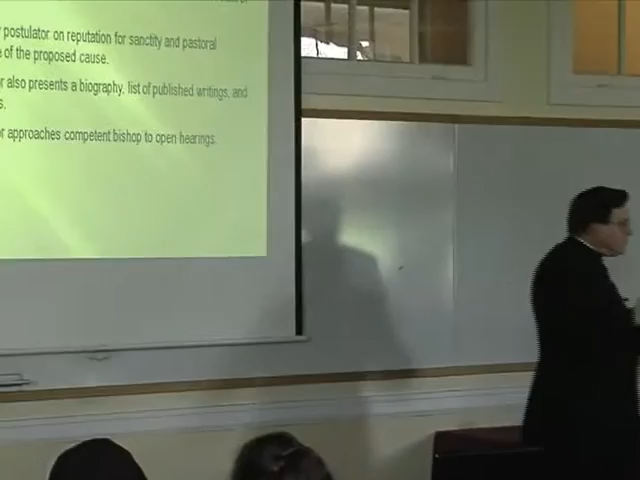 postulator on reputation for sanctity and pastoral
of the proposed cause.
also presents a biography, list of published writings, and
approaches competent bishop to open hearings.